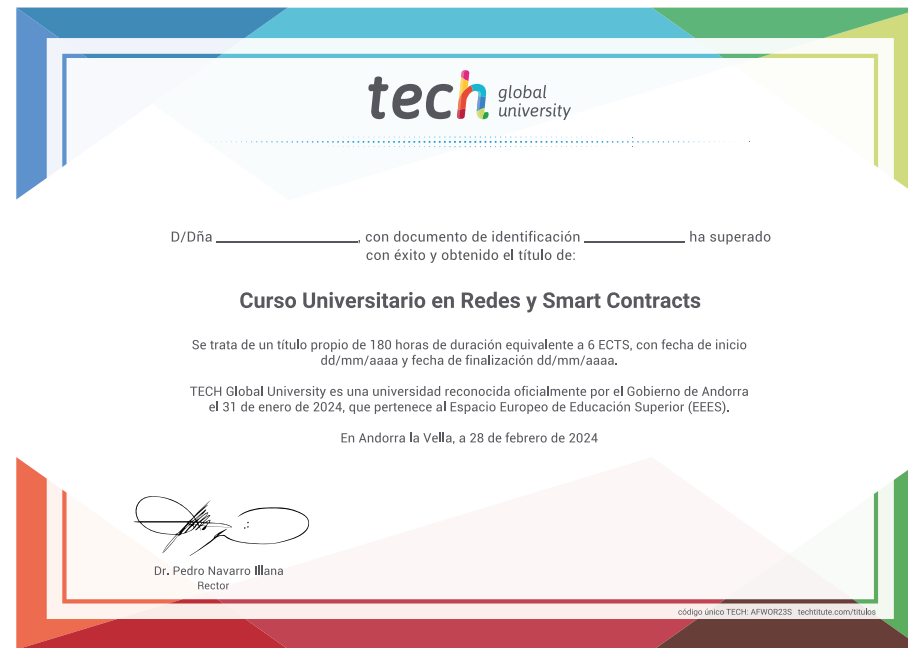 tech global
university
D/Dña ____________________, con documento de identificación ______________ ha superado
con éxito y obtenido el título de:
Curso Universitario en Redes y Smart Contracts
Se trata de un título propio de 180 horas de duración equivalente a 6 ECTS, con fecha de inicio
dd/mm/aaaa y fecha de finalización dd/mm/aaaa.
TECH Global University es una universidad reconocida oficialmente por el Gobierno de Andorra
el 31 de enero de 2024, que pertenece al Espacio Europeo de Educación Superior (EEES).
En Andorra la Vella, a 28 de febrero de 2024
Dr. Pedro Navarro Illana
Rector
código único TECH: AFWOR23S techtitute.com/titulos